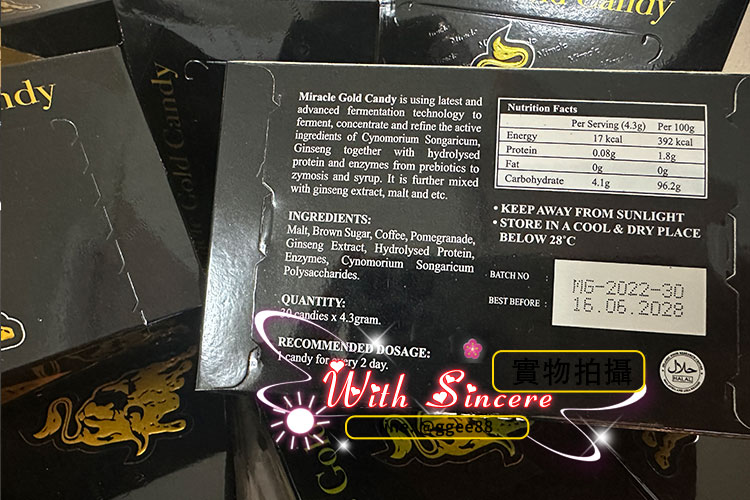 Candy
Miracle
ndy
Gold Candy
Miracle Gold Candy is using latest and
advanced fermentation technology to
ferment, concentrate and refine the active
ingredients of Cynomorium Songaricum,
Ginseng together with hydrolysed
protein and enzymes from prebiotics to
zymosis and syrup. It is further mixed
with ginseng extract, malt and etc.
INGREDIENTS:
Malt, Brown Sugar, Coffee, Pomegranade,
Ginseng Extract, Hydrolysed Protein,
Enzymes, Cynomorium Songaricum
Polysaccharides.
QUANTITY:
30 candies x 4.3gram.
RECOMMENDED DOSAGE:
1 candy for every 2 day.
Nutrition Facts
Per Serving (4.3g) Per 100g
Energy 17 kcal 392 kcal
Protein 0.08g 1.8g
Fat 0g 0g
Carbohydrate 4.1g 96.2g
• KEEP AWAY FROM SUNLIGHT
• STORE IN A COOL & DRY PLACE
BELOW 28°C
BATCH NO : MG-2022-30
BEST BEFORE : 16.06.2028
حلال
HALAL
實物拍攝
With Sincere
line:@ggee88